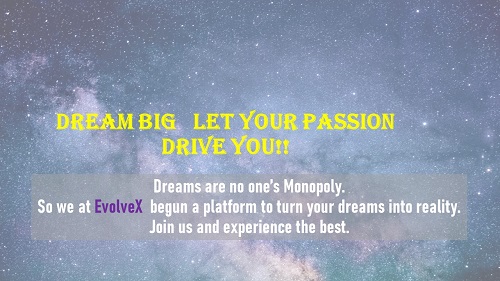 DREAM BIG LET YOUR PASSION
DRIVE YOU!!
Dreams are no one's Monopoly.
So we at EvolveX begun a platform to turn your dreams into reality.
Join us and experience the best.